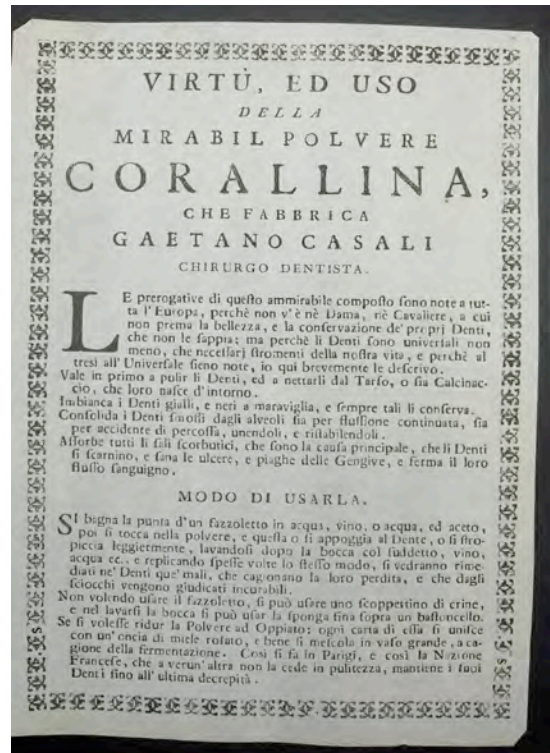 VIRTÙ, ED USO
DELLA
MIRABIL POLVERE
CORALLINA,
CHE FABBRICA
GAETANO CASALI
CHIRURGO DENTISTA.
LE prerogative di questo ammirabile composto sono note a tut-
ta l'Europa, perchè non v'è nè Dama, nè Cavaliere, a cui
non prema la bellezza, e la conservazione de' proprj Denti,
che non le sappia; ma perchè li Denti sono universali non
meno, che necessarj stromenti della nostra vita, e perchè al
tresì all' Universale sieno note, io quì brevemente le descrivo.
Vale in primo a pulir li Denti, ed a nettarli dal Tarso, o sia Calcinac-
cio, che loro nasce d'intorno.
Imbianca i Denti gialli, e neri a maraviglia, e sempre tali li conserva.
Consolida i Denti smossi dagli alveoli sia per flussione continuata, sia
per accidente di percossa, unendoli, e ristabilendoli.
Assorbe tutti li sali scorbutici, che sono la causa principale, che li Denti
si scarnino, e sana le ulcere, e piaghe delle Gengive, e ferma il loro
flusso sanguigno.
MODO DI USARLA.
SI bagna la punta d'un fazzoletto in acqua, vino, o acqua, ed aceto,
poi si tocca nella polvere, e quella o si appoggia al Dente, o si stro-
piccia leggiermente, lavandosi dopo la bocca col suddetto, vino,
acqua ec., e replicando spesse volte lo stesso modo, si vedranno rime-
diati ne' Denti que' mali, che cagionano la loro perdita, e che dagli
sciocchi vengono giudicati incurabili.
Non volendo usare il fazzoletto, si può usare uno scoppettino di crine,
e nel lavarsi la bocca si può usar la sponga fina sopra un bastoncello.
Se si volesse ridur la Polvere ad Oppiato: ogni carta di essa si unisce
con un' oncia di miele rosato, e bene si mescola in vaso grande, a ca-
gione della fermentazione. Così si fa in Parigi, e così la Nazione
Francese, che a verun' altra non la cede in pulitezza, mantiene i suoi
Denti fino all' ultima decrepità.